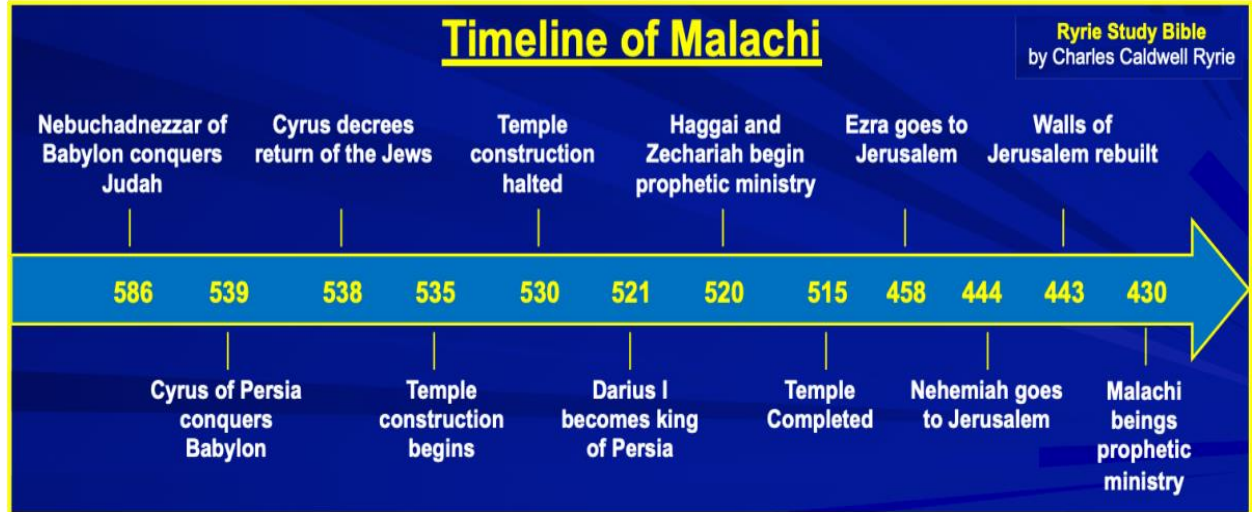 Timeline of Malachi
Ryrie Study Bible
by Charles Caldwell Ryrie
Nebuchadnezzar of
Babylon conquers
Judah
Cyrus decrees
return of the Jews
Temple
construction
halted
Haggai and
Zechariah begin
prophetic ministry
Ezra goes to
Jerusalem
Walls of
Jerusalem rebuilt
586 539 538 535 530 521 520 515 458 444 443 430
Cyrus of Persia
conquers
Babylon
Temple
construction
begins
Darius I
becomes king
of Persia
Temple
Completed
Nehemiah goes
to Jerusalem
Malachi
beings
prophetic
ministry